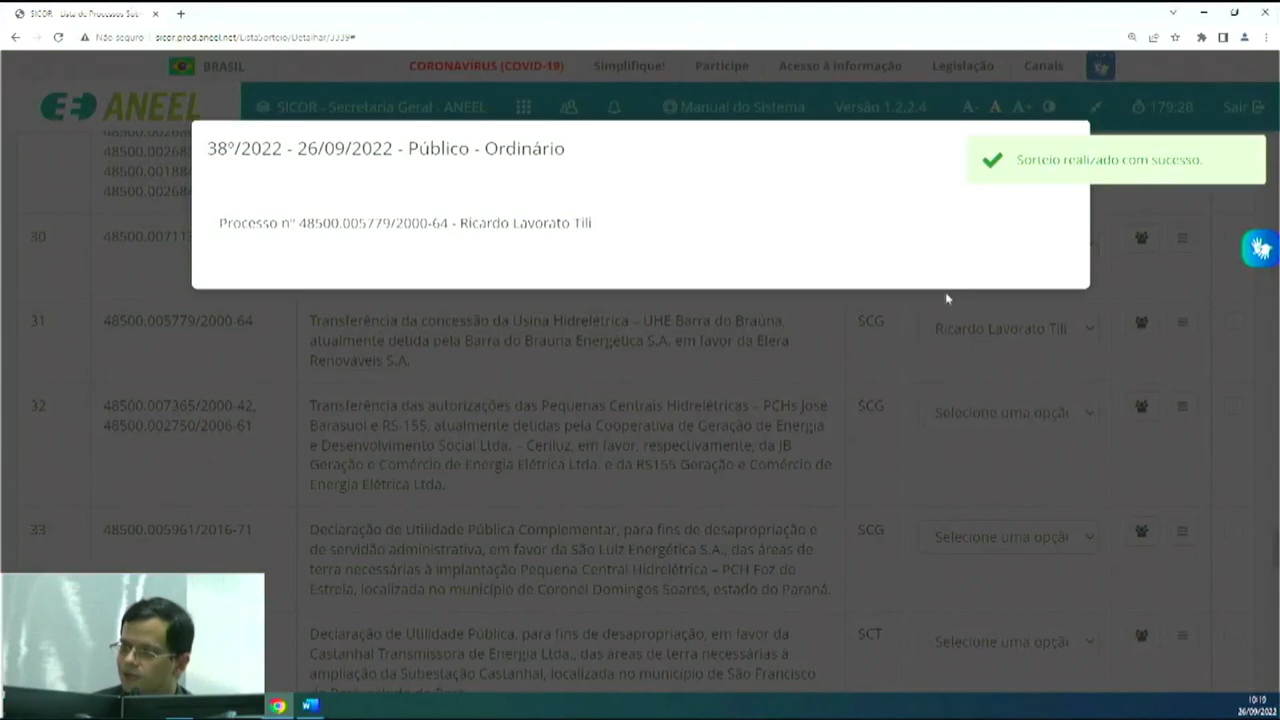 SICOR - Lista de Processos Sub
Não seguro
sicor.prod.aneel.net/ListaSorteio/Detalhar/3339#
BRASIL
CORONAVÍRUS (COVID-19)
Simplifique!
Participe
Acesso à informação
Legislação
Canais
ANEEL
SICOR - Secretaria Geral - ANEEL
Manual do Sistema
Versão 1.2.2.4
A-
A
A+
179:28
Sair
38º/2022 - 26/09/2022 - Público - Ordinário
Sorteio realizado com sucesso.
Processo nº 48500.005779/2000-64 - Ricardo Lavorato Tili
30
31
48500.005779/2000-64
Transferência da concessão da Usina Hidrelétrica – UHE Barra do Braúna,
atualmente detida pela Barra do Braúna Energética S.A. em favor da Elera
Renováveis S.A.
SCG
Ricardo Lavorato Tili
32
48500.007365/2000-42,
48500.002750/2006-61
Transferência das autorizações das Pequenas Centrais Hidrelétricas – PCHs José
Barasuol e RS-155, atualmente detidas pela Cooperativa de Geração de Energia
e Desenvolvimento Social Ltda. – Ceriluz, em favor, respectivamente, da JB
Geração e Comércio de Energia Elétrica Ltda. e da RS155 Geração e Comércio de
Energia Elétrica Ltda.
SCG
Selecione uma opçã
33
48500.005961/2016-71
Declaração de Utilidade Pública Complementar, para fins de desapropriação e
de servidão administrativa, em favor da São Luiz Energética S.A., das áreas de
terra necessárias à implantação Pequena Central Hidrelétrica – PCH Foz do
Estrela, localizada no município de Coronel Domingos Soares, estado do Paraná.
SCG
Selecione uma opçã
Declaração de Utilidade Pública, para fins de desapropriação, em favor da
Castanhal Transmissora de Energia Ltda., das áreas de terra necessárias à
ampliação da Subestação Castanhal, localizada no município de São Francisco
SCT
Selecione uma opçã
10:19
26/09/2022